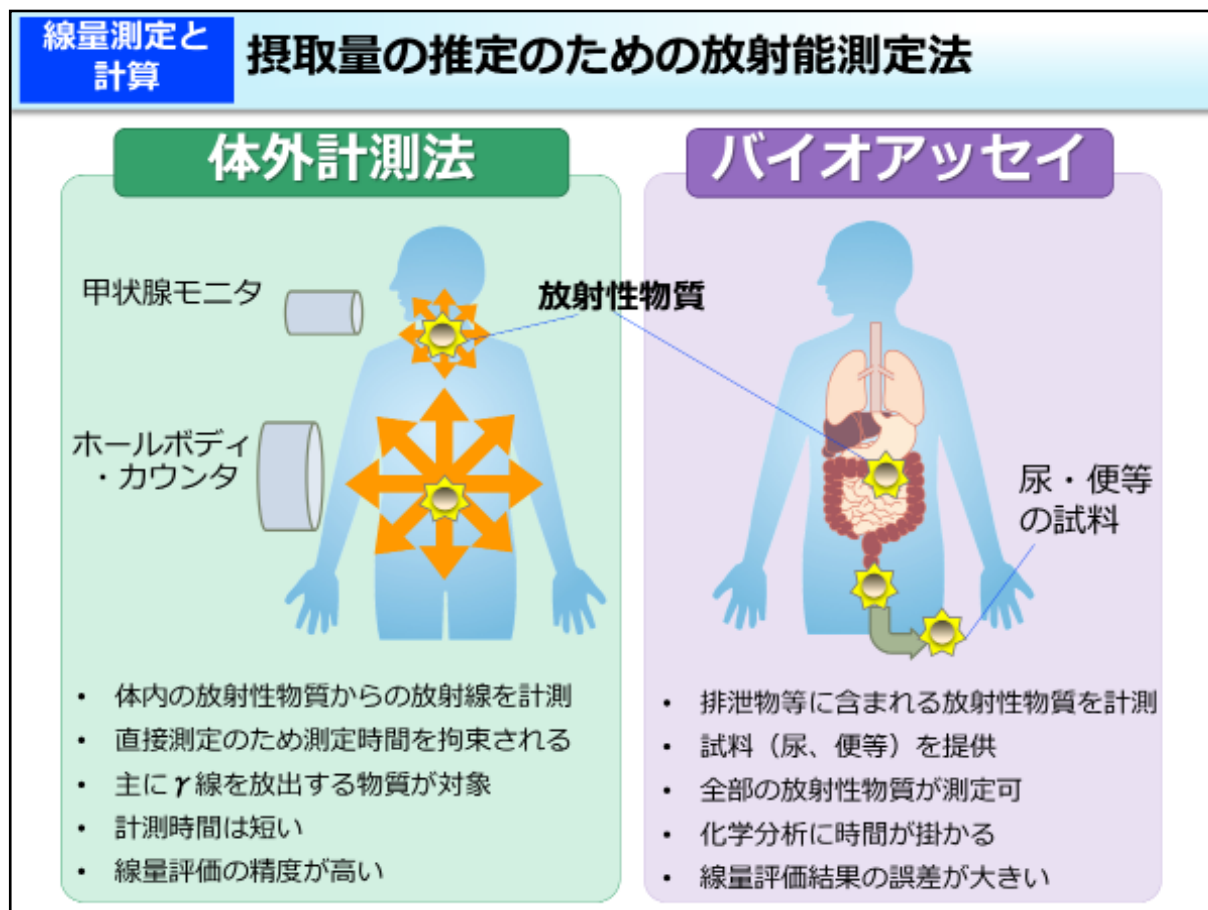 線量測定と
計算
摂取量の推定のための放射能測定法
体外計測法
甲状腺モニタ
ホールボディ
・カウンタ
放射性物質
・ 体内の放射性物質からの放射線を計測
・ 直接測定のため測定時間を拘束される
・ 主にγ線を放出する物質が対象
・ 計測時間は短い
・ 線量評価の精度が高い
バイオアッセイ
尿・便等
の試料
・ 排泄物等に含まれる放射性物質を計測
・ 試料（尿、便等）を提供
・ 全部の放射性物質が測定可
・ 化学分析に時間が掛かる
・ 線量評価結果の誤差が大きい